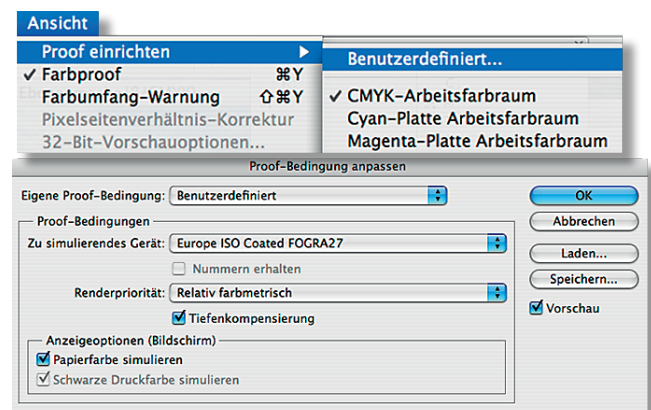 Ansicht
Proof einrichten
✓ Farbproof ⌘Y
Farbumfang-Warnung ⇧⌘Y
Pixelseitenverhältnis-Korrektur
32-Bit-Vorschauoptionen...
Benutzerdefiniert...
✓ CMYK-Arbeitsfarbraum
Cyan-Platte Arbeitsfarbraum
Magenta-Platte Arbeitsfarbraum
Proof-Bedingung anpassen
Eigene Proof-Bedingung: Benutzerdefiniert
Proof-Bedingungen
Zu simulierendes Gerät: Europe ISO Coated FOGRA27
Nummern erhalten
Renderpriorität: Relativ farbmetrisch
Tiefenkompensierung
Anzeigeoptionen (Bildschirm)
Papierfarbe simulieren
Schwarze Druckfarbe simulieren
OK
Abbrechen
Laden...
Speichern...
Vorschau